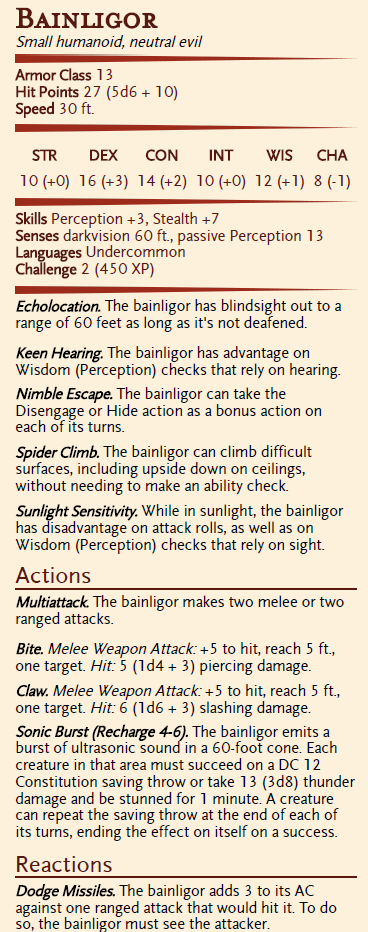 Bainligor
Small humanoid, neutral evil
Armor Class 13
Hit Points 27 (5d6 + 10)
Speed 30 ft.
STR DEX CON INT WIS CHA
10 (+0) 16 (+3) 14 (+2) 10 (+0) 12 (+1) 8 (-1)
Skills Perception +3, Stealth +7
Senses darkvision 60 ft., passive Perception 13
Languages Undercommon
Challenge 2 (450 XP)
Echolocation. The bainligor has blindsight out to a
range of 60 feet as long as it's not deafened.
Keen Hearing. The bainligor has advantage on
Wisdom (Perception) checks that rely on hearing.
Nimble Escape. The bainligor can take the
Disengage or Hide action as a bonus action on
each of its turns.
Spider Climb. The bainligor can climb difficult
surfaces, including upside down on ceilings,
without needing to make an ability check.
Sunlight Sensitivity. While in sunlight, the bainligor
has disadvantage on attack rolls, as well as on
Wisdom (Perception) checks that rely on sight.
Actions
Multiattack. The bainligor makes two melee or two
ranged attacks.
Bite. Melee Weapon Attack: +5 to hit, reach 5 ft.,
one target. Hit: 5 (1d4 + 3) piercing damage.
Claw. Melee Weapon Attack: +5 to hit, reach 5 ft.,
one target. Hit: 6 (1d6 + 3) slashing damage.
Sonic Burst (Recharge 4-6). The bainligor emits a
burst of ultrasonic sound in a 60-foot cone. Each
creature in that area must succeed on a DC 12
Constitution saving throw or take 13 (3d8) thunder
damage and be stunned for 1 minute. A creature
can repeat the saving throw at the end of each of
its turns, ending the effect on itself on a success.
Reactions
Dodge Missiles. The bainligor adds 3 to its AC
against one ranged attack that would hit it. To do
so, the bainligor must see the attacker.